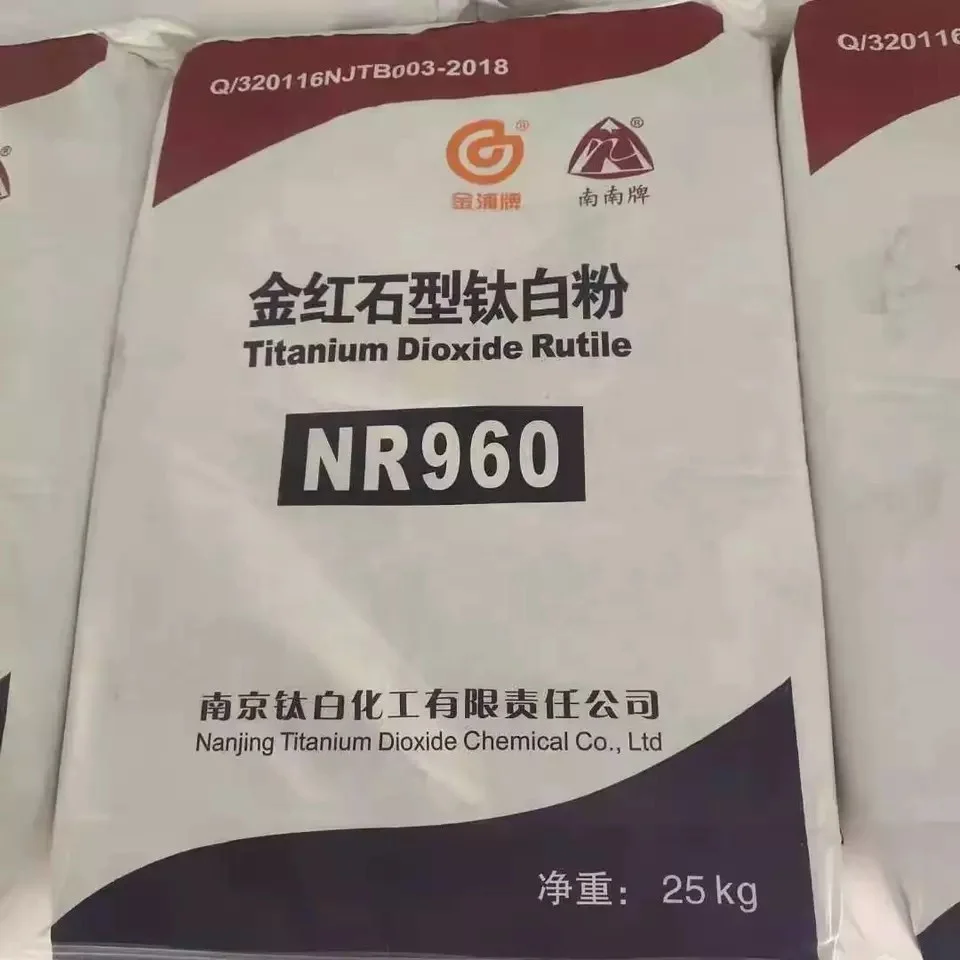 Q/320116NJTB003-2018
Q/320116
®
®
®
金浦牌
南南牌
金红石型钛白粉
Titanium Dioxide Rutile
NR960
南京钛白化工有限责任公司
Nanjing Titanium Dioxide Chemical Co., Ltd
净重: 25kg